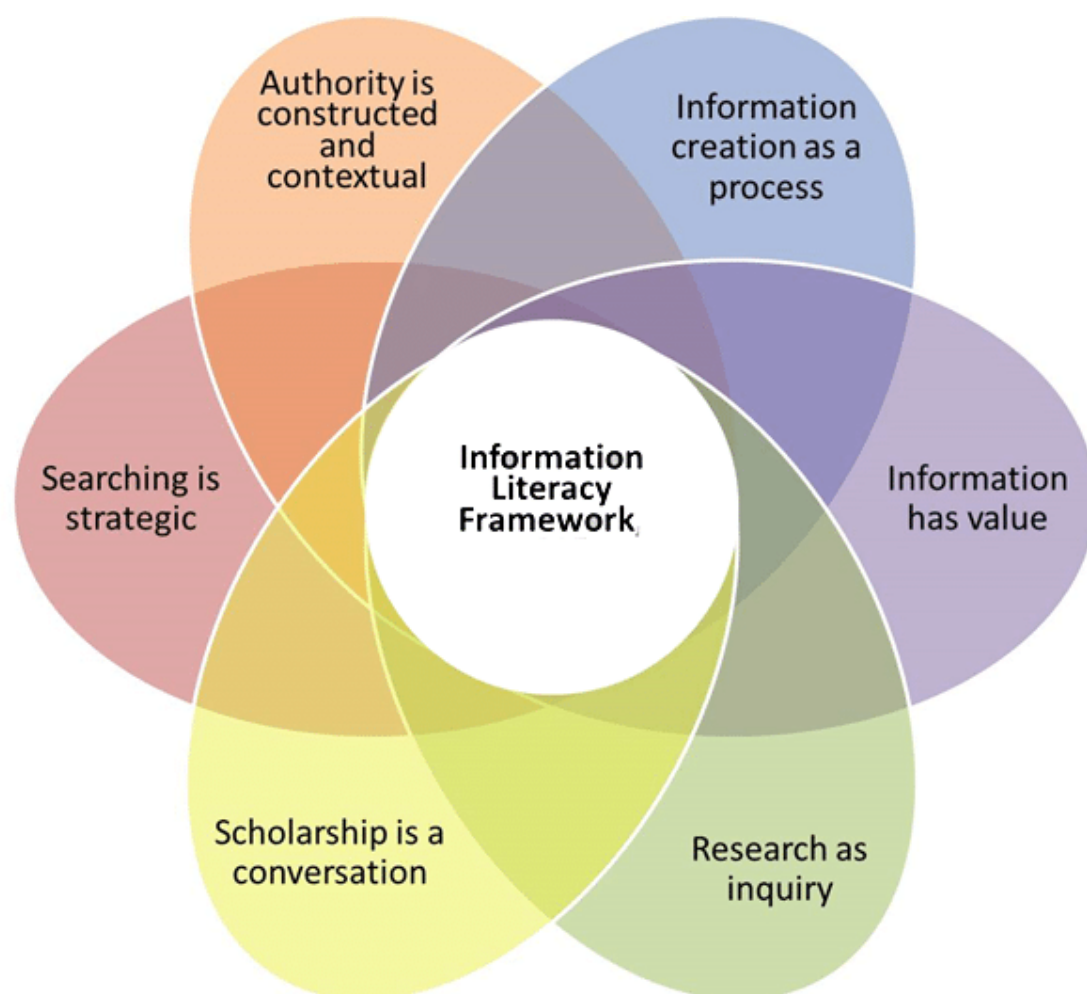 Authority is
constructed
and
contextual
Information
creation as a
process
Searching is
strategic
Information
Literacy
Framework
Information
has value
Scholarship is a
conversation
Research as
inquiry